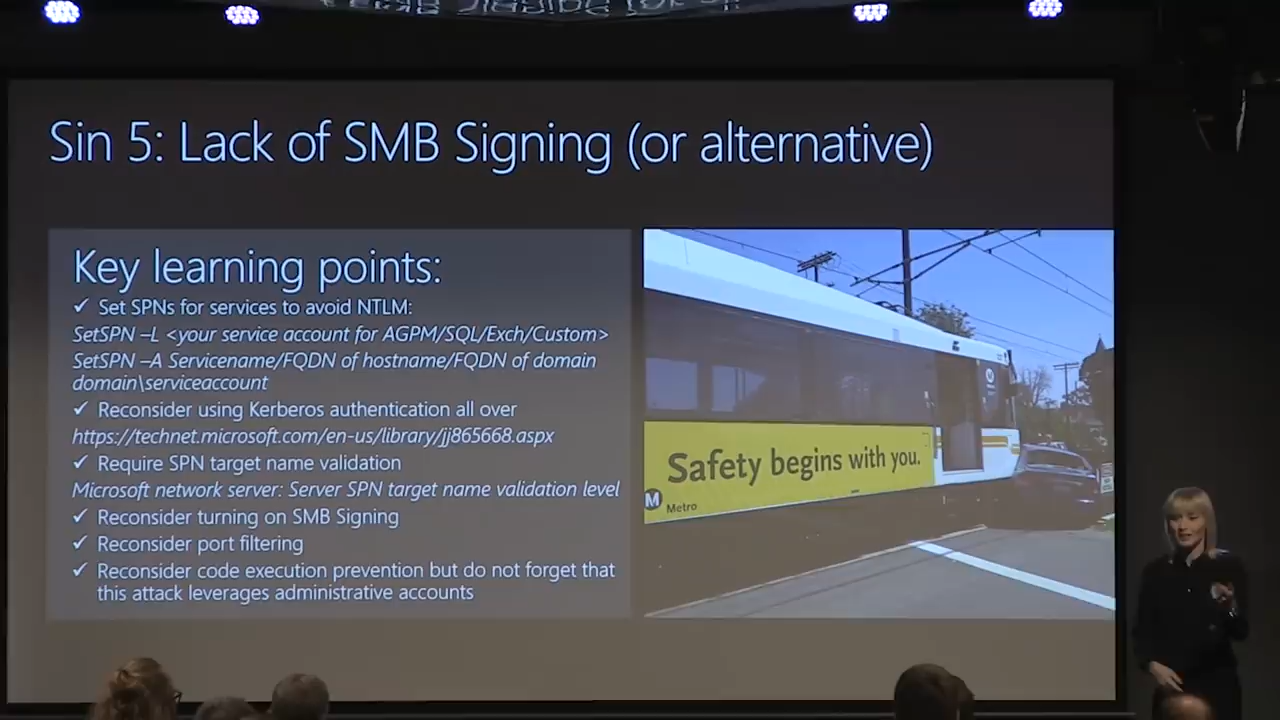 Sin 5: Lack of SMB Signing (or alternative)
Key learning points:
✓ Set SPNs for services to avoid NTLM:
SetSPN –L <your service account for AGPM/SQL/Exch/Custom>
SetSPN –A Servicename/FQDN of hostname/FQDN of domain
domain\serviceaccount
✓ Reconsider using Kerberos authentication all over
https://technet.microsoft.com/en-us/library/jj865668.aspx
✓ Require SPN target name validation
Microsoft network server: Server SPN target name validation level
✓ Reconsider turning on SMB Signing
✓ Reconsider port filtering
✓ Reconsider code execution prevention but do not forget that
this attack leverages administrative accounts
Safety begins with you.
M
Metro